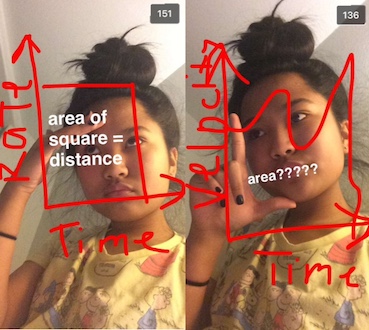 151
Rate
area of
square =
distance
Time
136
Velocity
area?????
Time